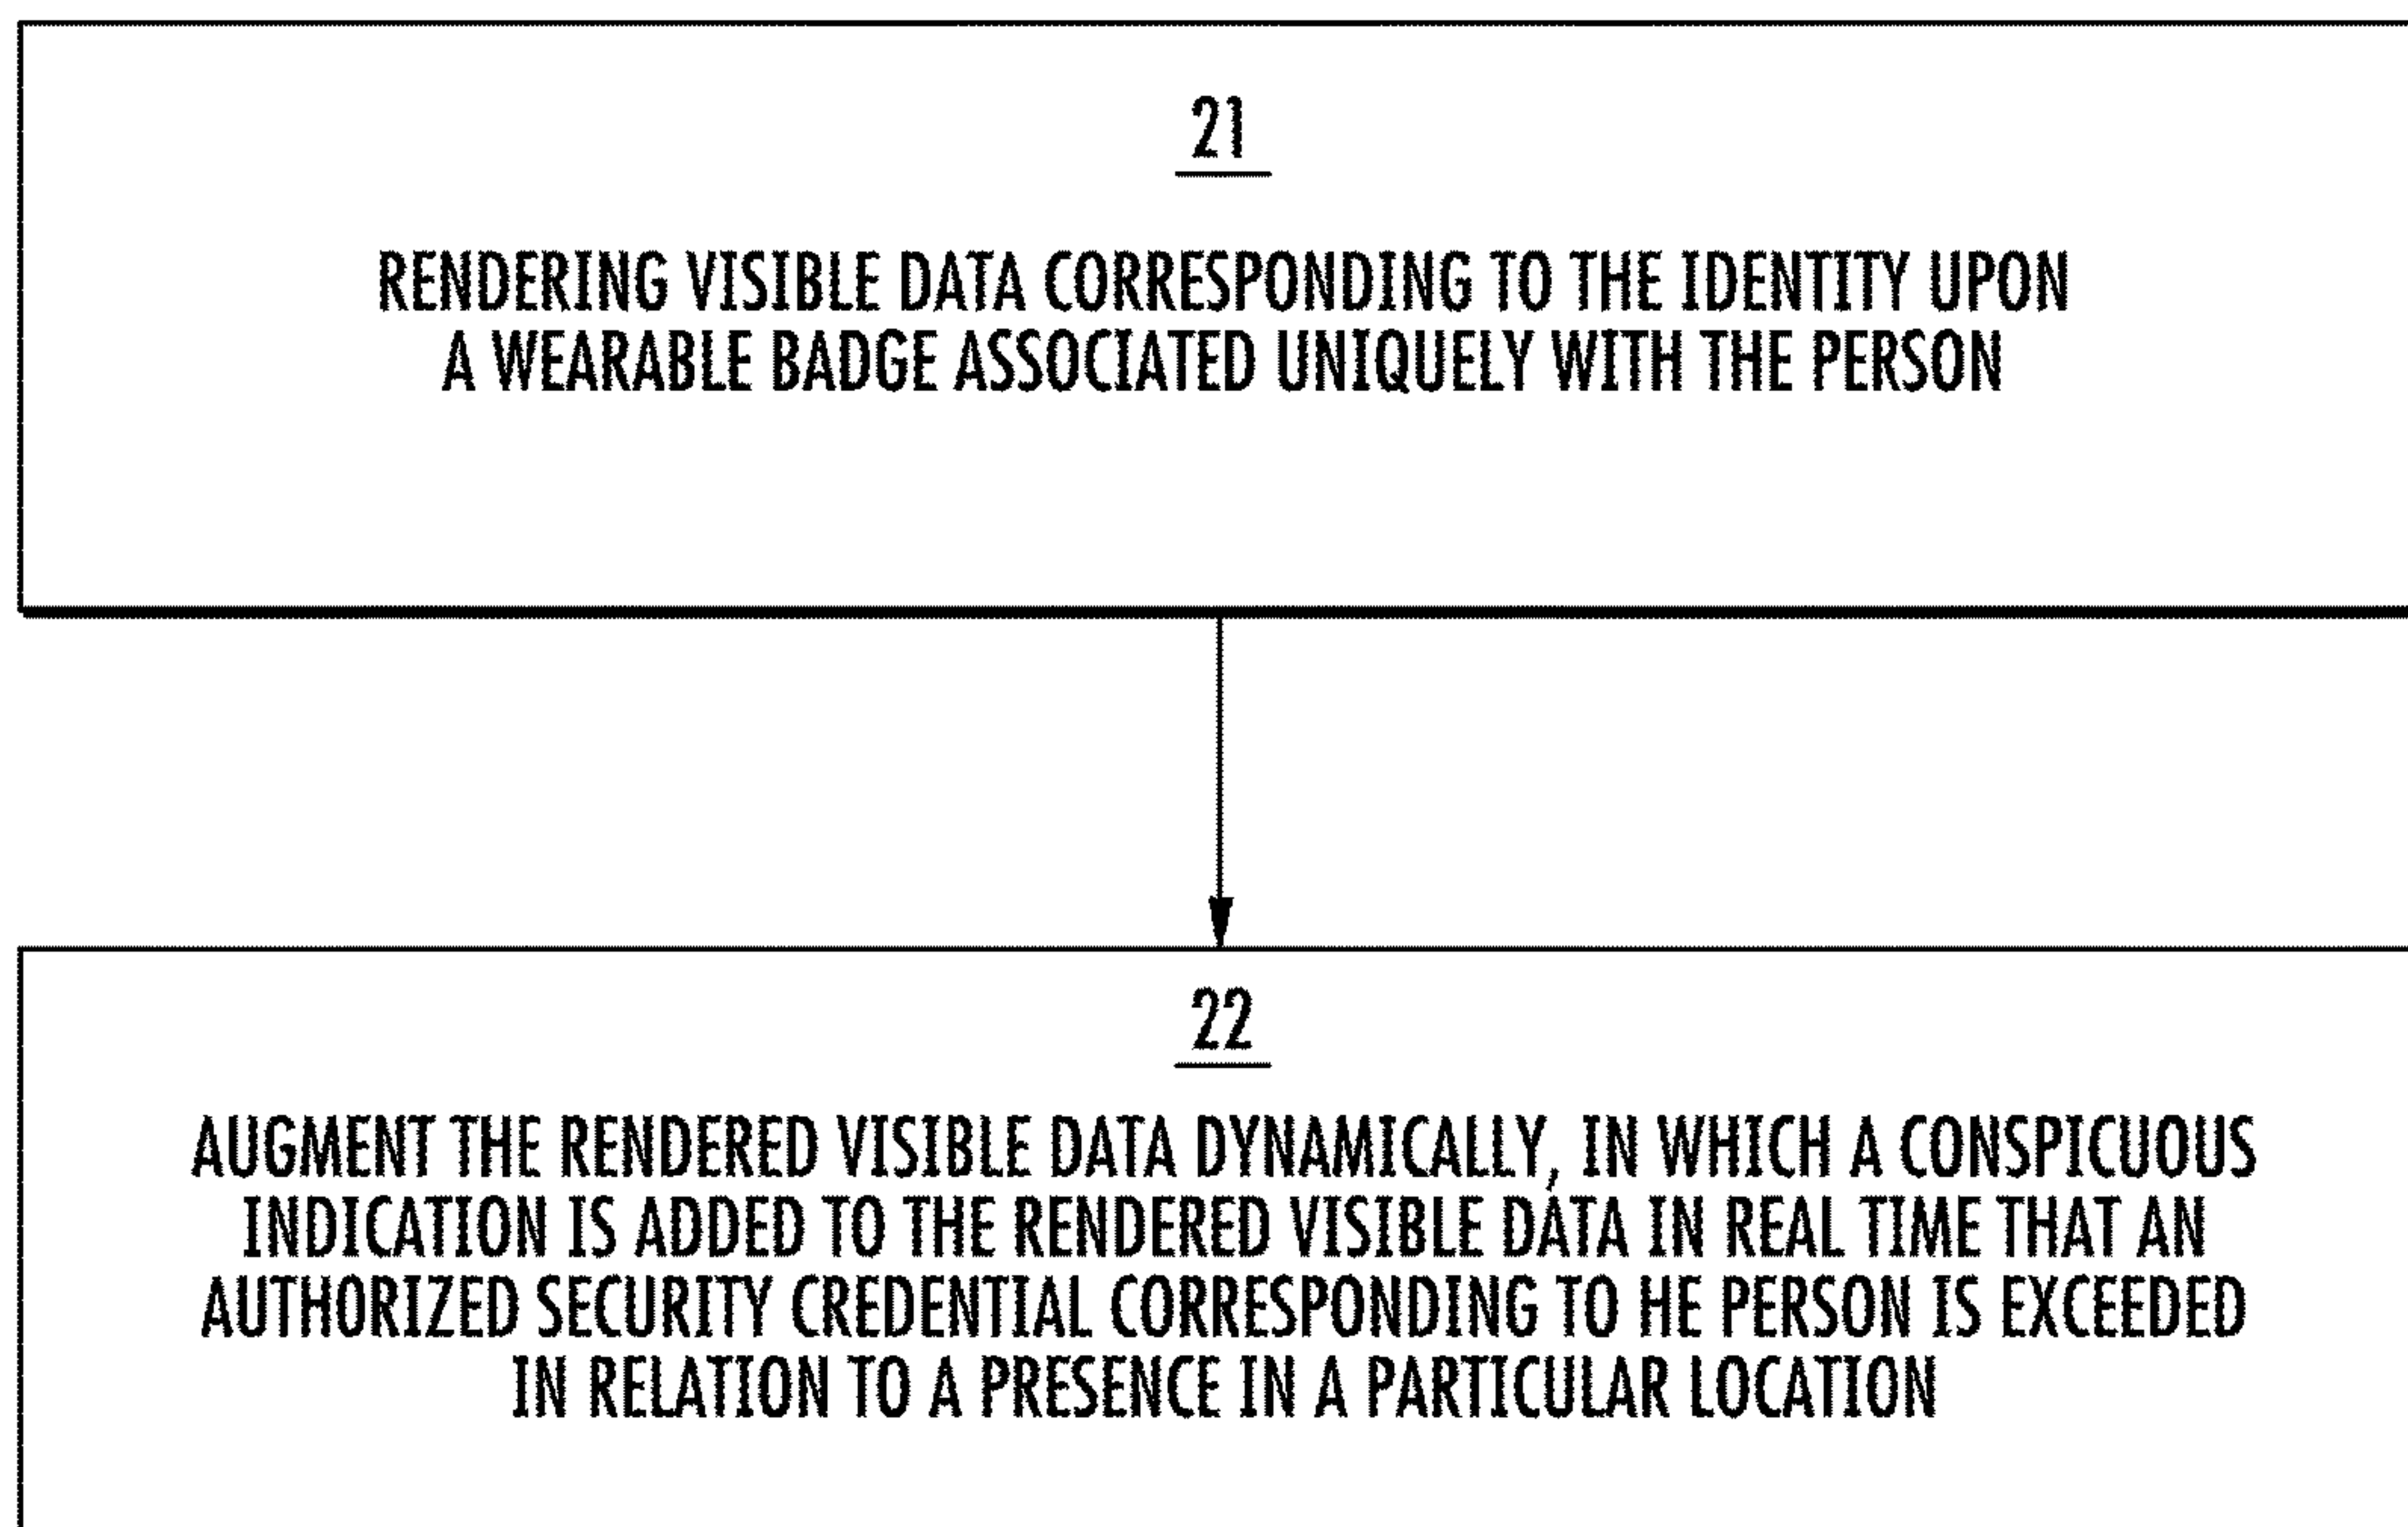 21
RENDERING VISIBLE DATA CORRESPONDING TO THE IDENTITY UPON
A WEARABLE BADGE ASSOCIATED UNIQUELY WITH THE PERSON
22
AUGMENT THE RENDERED VISIBLE DATA DYNAMICALLY, IN WHICH A CONSPICUOUS
INDICATION IS ADDED TO THE RENDERED VISIBLE DATA IN REAL TIME THAT AN
AUTHORIZED SECURITY CREDENTIAL CORRESPONDING TO HE PERSON IS EXCEEDED
IN RELATION TO A PRESENCE IN A PARTICULAR LOCATION